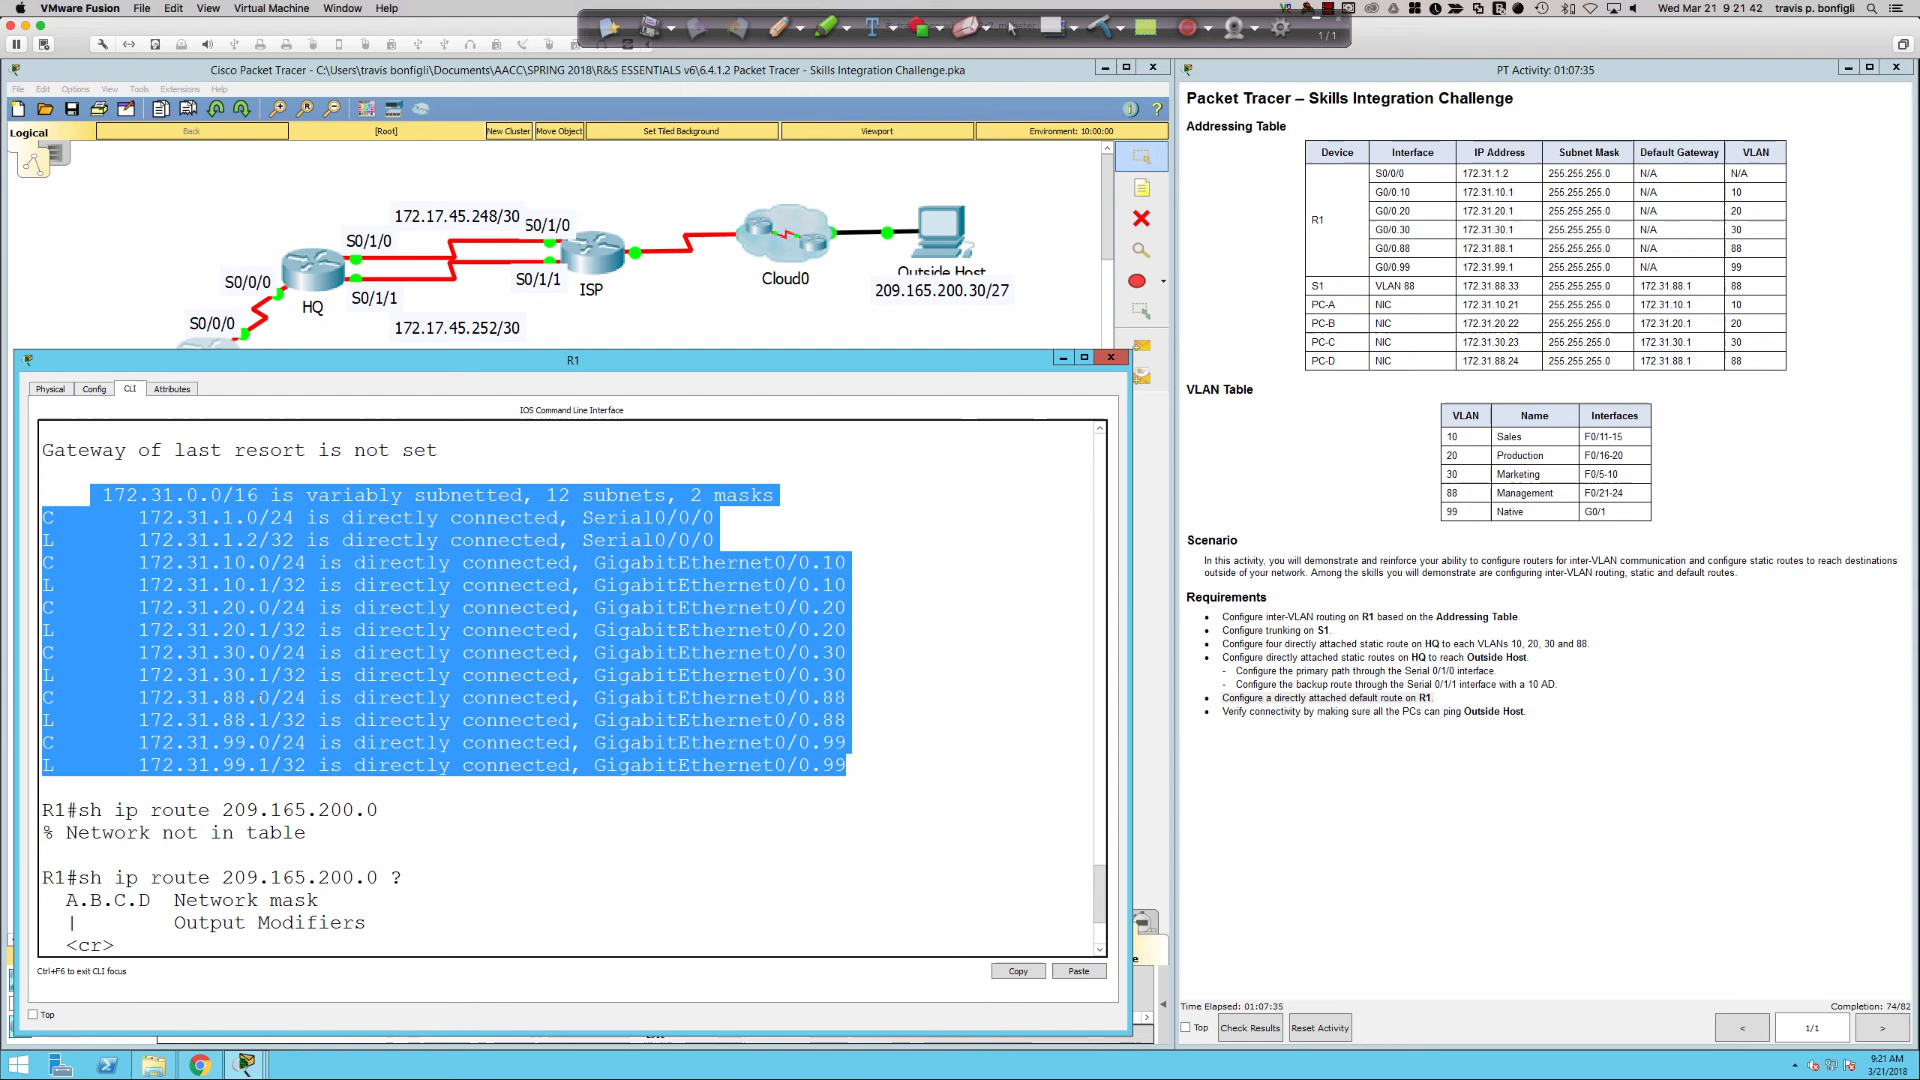 VMware Fusion File Edit View Virtual Machine Window Help
Wed Mar 21 9 21 42 travis p. bonfigli
1/1
Cisco Packet Tracer - C:\Users\travis bonfigli\Documents\AACC\SPRING 2018\R&S ESSENTIALS v6\6.4.1.2 Packet Tracer - Skills Integration Challenge.pka
File Edit Options View Tools Extensions Help
Logical Back [Root] New Cluster Move Object Set Tiled Background Viewport Environment: 10:00:00
172.17.45.248/30
S0/1/0
S0/1/0
S0/0/0
HQ
S0/1/1
S0/1/1
ISP
Cloud0
Outside Host
209.165.200.30/27
S0/0/0
172.17.45.252/30
R1
Physical Config CLI Attributes
IOS Command Line Interface
Gateway of last resort is not set
172.31.0.0/16 is variably subnetted, 12 subnets, 2 masks
C 172.31.1.0/24 is directly connected, Serial0/0/0
L 172.31.1.2/32 is directly connected, Serial0/0/0
C 172.31.10.0/24 is directly connected, GigabitEthernet0/0.10
L 172.31.10.1/32 is directly connected, GigabitEthernet0/0.10
C 172.31.20.0/24 is directly connected, GigabitEthernet0/0.20
L 172.31.20.1/32 is directly connected, GigabitEthernet0/0.20
C 172.31.30.0/24 is directly connected, GigabitEthernet0/0.30
L 172.31.30.1/32 is directly connected, GigabitEthernet0/0.30
C 172.31.88.0/24 is directly connected, GigabitEthernet0/0.88
L 172.31.88.1/32 is directly connected, GigabitEthernet0/0.88
C 172.31.99.0/24 is directly connected, GigabitEthernet0/0.99
L 172.31.99.1/32 is directly connected, GigabitEthernet0/0.99
R1#sh ip route 209.165.200.0
% Network not in table
R1#sh ip route 209.165.200.0 ?
A.B.C.D Network mask
| Output Modifiers
<cr>
Ctrl+F6 to exit CLI focus
Copy Paste
Top
PT Activity: 01:07:35
Packet Tracer – Skills Integration Challenge
Addressing Table
Device Interface IP Address Subnet Mask Default Gateway VLAN
R1
S0/0/0 172.31.1.2 255.255.255.0 N/A N/A
G0/0.10 172.31.10.1 255.255.255.0 N/A 10
G0/0.20 172.31.20.1 255.255.255.0 N/A 20
G0/0.30 172.31.30.1 255.255.255.0 N/A 30
G0/0.88 172.31.88.1 255.255.255.0 N/A 88
G0/0.99 172.31.99.1 255.255.255.0 N/A 99
S1 VLAN 88 172.31.88.33 255.255.255.0 172.31.88.1 88
PC-A NIC 172.31.10.21 255.255.255.0 172.31.10.1 10
PC-B NIC 172.31.20.22 255.255.255.0 172.31.20.1 20
PC-C NIC 172.31.30.23 255.255.255.0 172.31.30.1 30
PC-D NIC 172.31.88.24 255.255.255.0 172.31.88.1 88
VLAN Table
VLAN Name Interfaces
10 Sales F0/11-15
20 Production F0/16-20
30 Marketing F0/5-10
88 Management F0/21-24
99 Native G0/1
Scenario
In this activity, you will demonstrate and reinforce your ability to configure routers for inter-VLAN communication and configure static routes to reach destinations
outside of your network. Among the skills you will demonstrate are configuring inter-VLAN routing, static and default routes.
Requirements
• Configure inter-VLAN routing on R1 based on the Addressing Table.
• Configure trunking on S1.
• Configure four directly attached static route on HQ to each VLANs 10, 20, 30 and 88.
• Configure directly attached static routes on HQ to reach Outside Host.
- Configure the primary path through the Serial 0/1/0 interface.
- Configure the backup route through the Serial 0/1/1 interface with a 10 AD.
• Configure a directly attached default route on R1.
• Verify connectivity by making sure all the PCs can ping Outside Host.
Time Elapsed: 01:07:35 Completion: 74/82
Top Check Results Reset Activity < 1/1 >
9:21 AM
3/21/2018